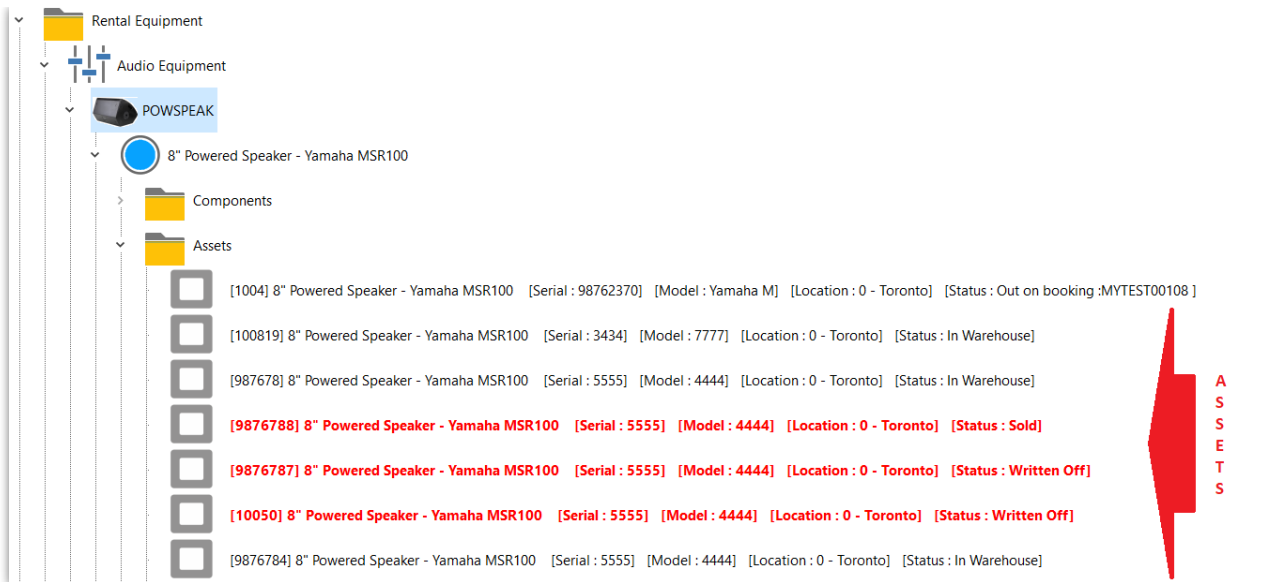 Rental Equipment
Audio Equipment
POWSPEAK
8" Powered Speaker - Yamaha MSR100
Components
Assets
[1004] 8" Powered Speaker - Yamaha MSR100 [Serial : 98762370] [Model : Yamaha M] [Location : 0 - Toronto] [Status : Out on booking :MYTEST00108 ]
[100819] 8" Powered Speaker - Yamaha MSR100 [Serial : 3434] [Model : 7777] [Location : 0 - Toronto] [Status : In Warehouse]
[987678] 8" Powered Speaker - Yamaha MSR100 [Serial : 5555] [Model : 4444] [Location : 0 - Toronto] [Status : In Warehouse]
[9876788] 8" Powered Speaker - Yamaha MSR100 [Serial : 5555] [Model : 4444] [Location : 0 - Toronto] [Status : Sold]
[9876787] 8" Powered Speaker - Yamaha MSR100 [Serial : 5555] [Model : 4444] [Location : 0 - Toronto] [Status : Written Off]
[10050] 8" Powered Speaker - Yamaha MSR100 [Serial : 5555] [Model : 4444] [Location : 0 - Toronto] [Status : Written Off]
[9876784] 8" Powered Speaker - Yamaha MSR100 [Serial : 5555] [Model : 4444] [Location : 0 - Toronto] [Status : In Warehouse]
ASSETS